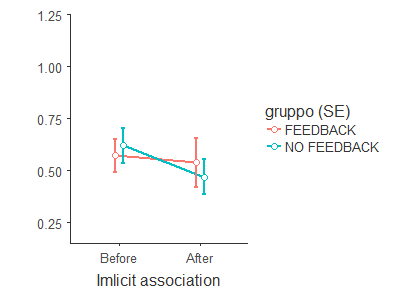 1.25
1.00
0.75
0.50
0.25
Before
After
Imlicit association
gruppo (SE)
FEEDBACK
NO FEEDBACK